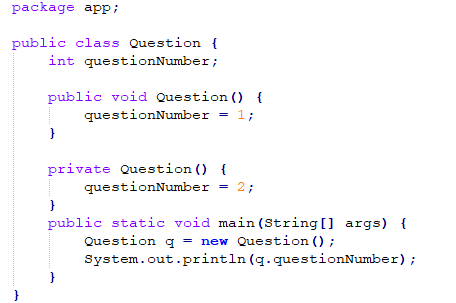 package app;
public class Question {
int questionNumber;
public void Question() {
questionNumber = 1;
}
private Question() {
questionNumber = 2;
}
public static void main(String[] args) {
Question q = new Question();
System.out.println(q.questionNumber);
}
}